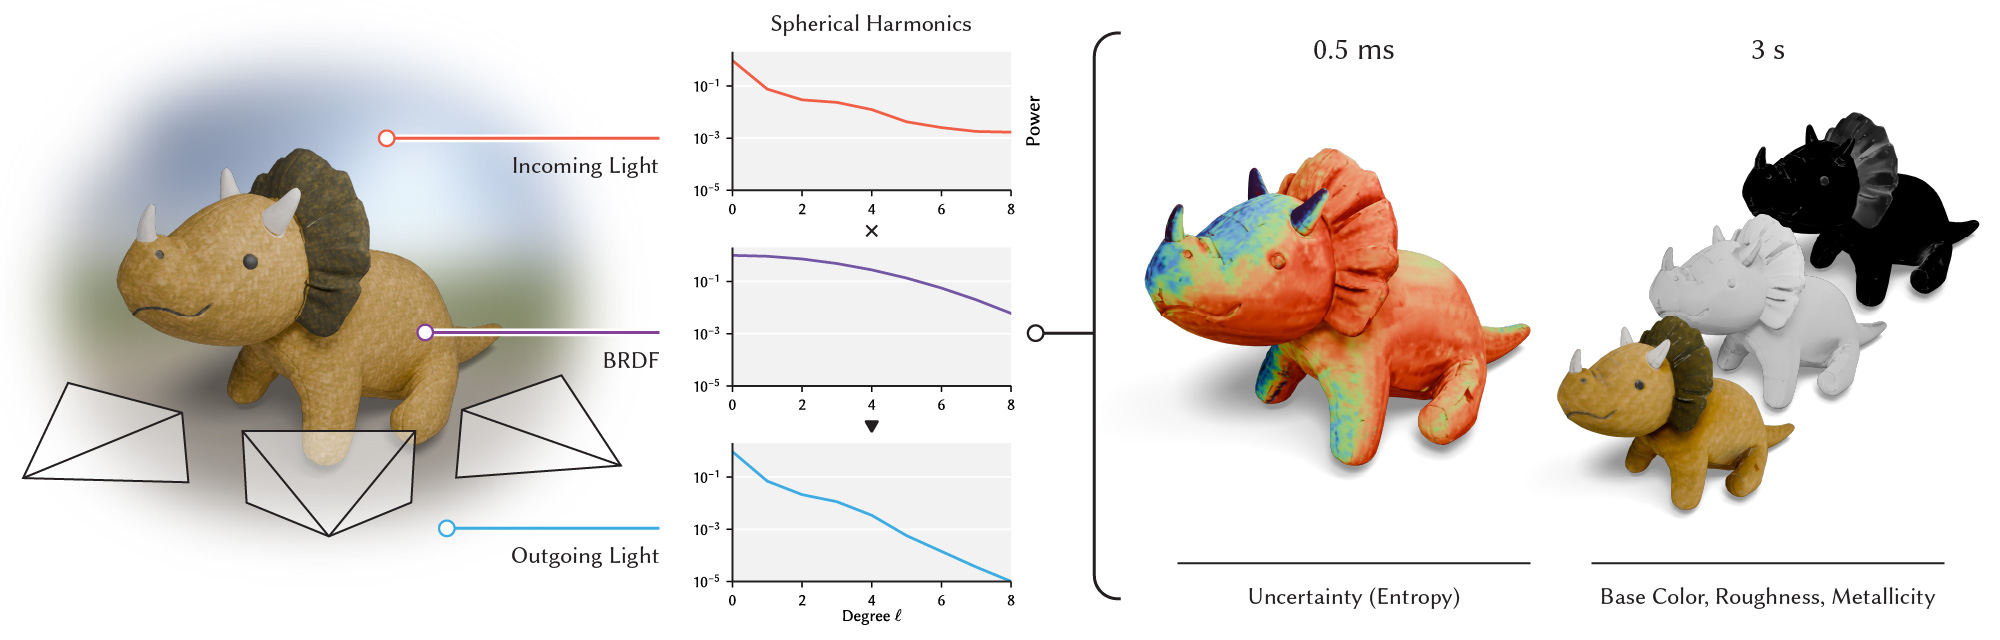 Spherical Harmonics
Incoming Light
10⁻¹
10⁻³
10⁻⁵
0 2 4 6 8
Power
×
BRDF
10⁻¹
10⁻³
10⁻⁵
0 2 4 6 8
Outgoing Light
10⁻¹
10⁻³
10⁻⁵
0 2 4 6 8
Degree ℓ
0.5 ms
Uncertainty (Entropy)
3 s
Base Color, Roughness, Metallicity